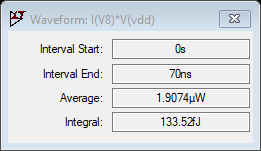 Waveform: I(V8)*V(vdd)
Interval Start: 0s
Interval End: 70ns
Average: 1.9074µW
Integral: 133.52fJ